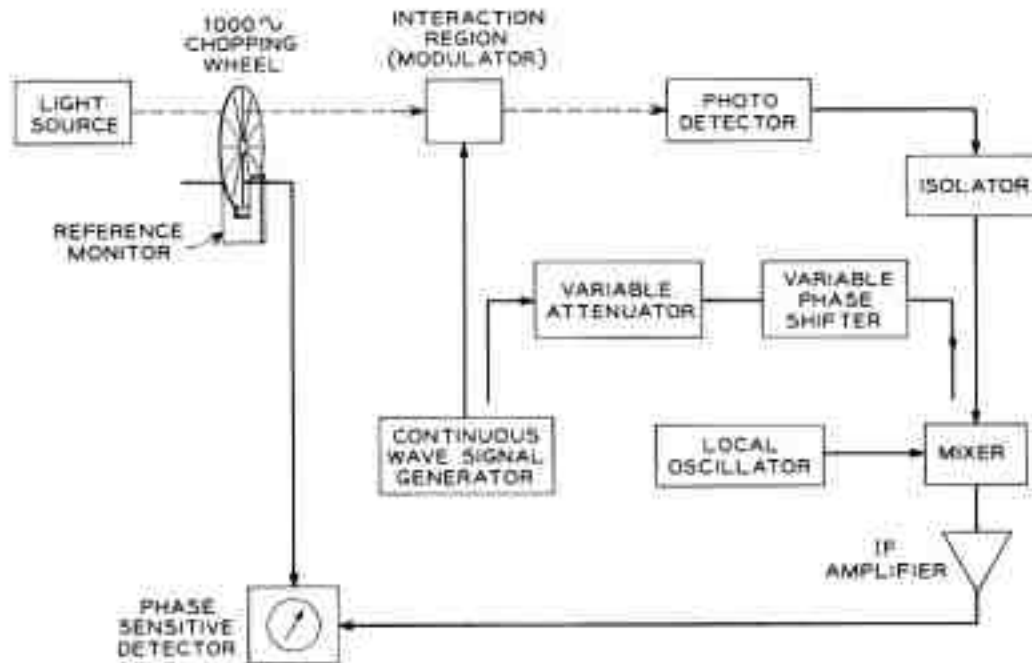 1000∿
CHOPPING
WHEEL
INTERACTION
REGION
(MODULATOR)
LIGHT
SOURCE
PHOTO
DETECTOR
ISOLATOR
REFERENCE
MONITOR
VARIABLE
ATTENUATOR
VARIABLE
PHASE
SHIFTER
CONTINUOUS
WAVE SIGNAL
GENERATOR
LOCAL
OSCILLATOR
MIXER
IF
AMPLIFIER
PHASE
SENSITIVE
DETECTOR